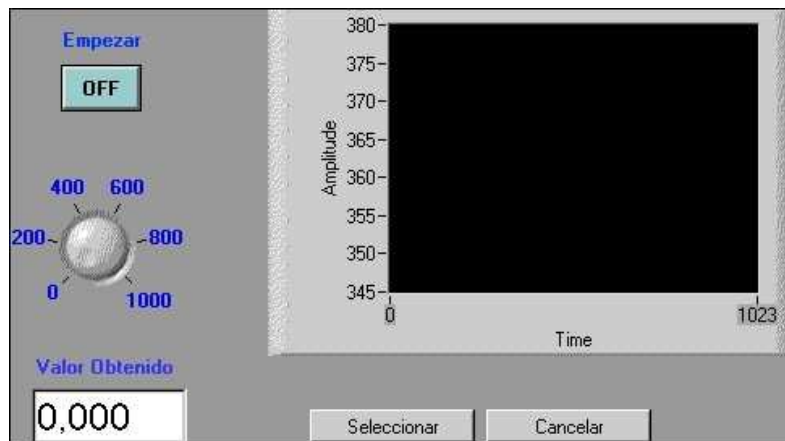 Empezar
OFF
400 600
200 800
0 1000
Valor Obtenido
0,000
Amplitude
380
375
370
365
360
355
350
345
0 1023
Time
Seleccionar Cancelar